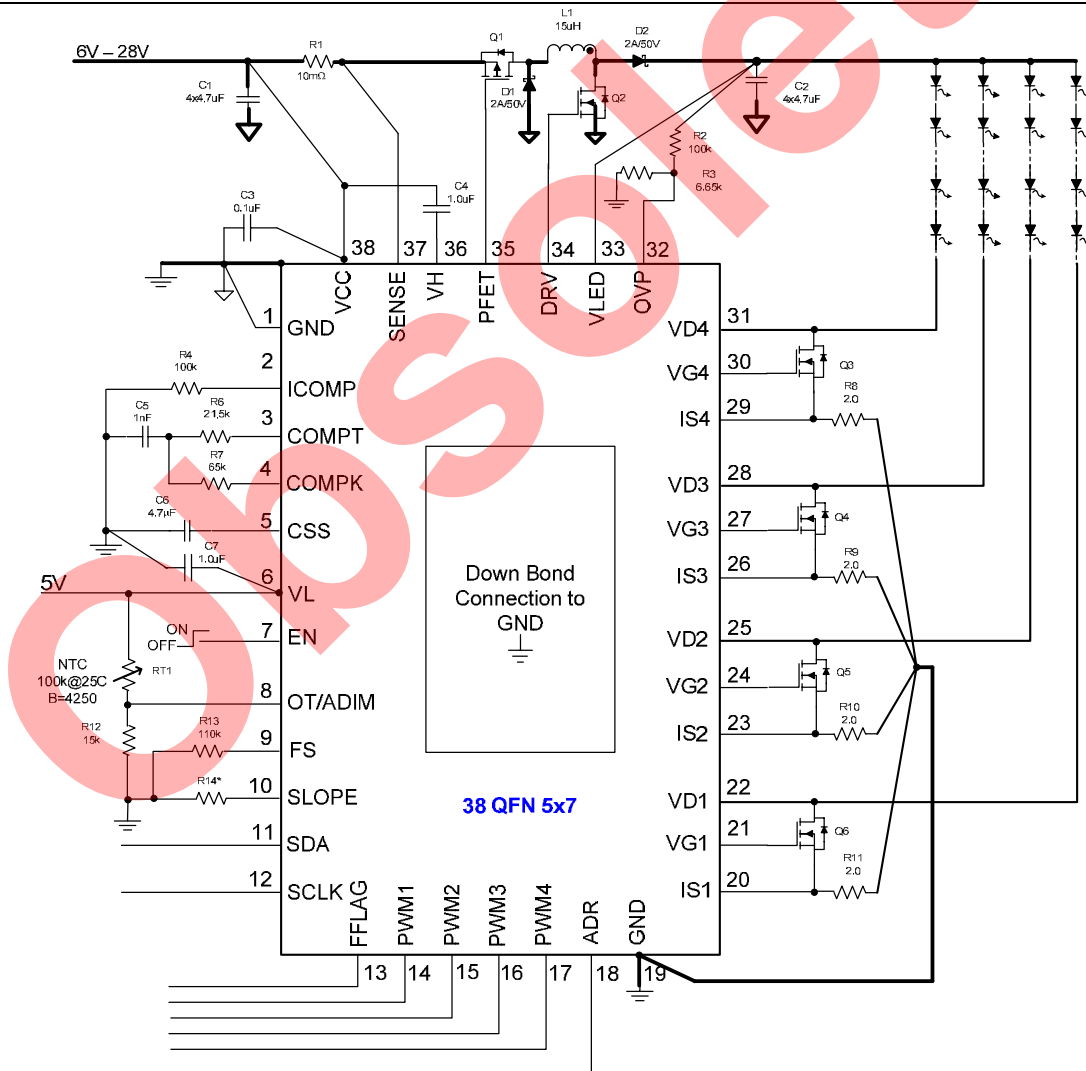 6V – 28V
R1
10mΩ
Q1
L1
15uH
D2
2A/50V
C1
4x4.7uF
D1
2A/50V
Q2
C2
4x4.7uF
R2
100k
R3
6.65k
C4
1.0uF
C3
0.1uF
38
37
36
35
34
33
32
VCC
SENSE
VH
PFET
DRV
VLED
OVP
1
GND
2
R4
100k
ICOMP
C5
1nF
R6
21.5k
3
COMPT
R7
65k
4
COMPK
C6
4.7µF
5
CSS
C7
1.0uF
5V
6
VL
ON
OFF
7
EN
NTC
100k@25C
B=4250
RT1
8
OT/ADIM
R12
15k
R13
110k
9
FS
R14*
10
SLOPE
11
SDA
12
SCLK
Down Bond
Connection to
GND
38 QFN 5x7
VD4
31
VG4
30
Q3
IS4
29
R8
2.0
VD3
28
VG3
27
Q4
IS3
26
R9
2.0
VD2
25
VG2
24
Q5
IS2
23
R10
2.0
VD1
22
VG1
21
Q6
IS1
20
R11
2.0
FFLAG
PWM1
PWM2
PWM3
PWM4
ADR
GND
13
14
15
16
17
18
19
Obsole